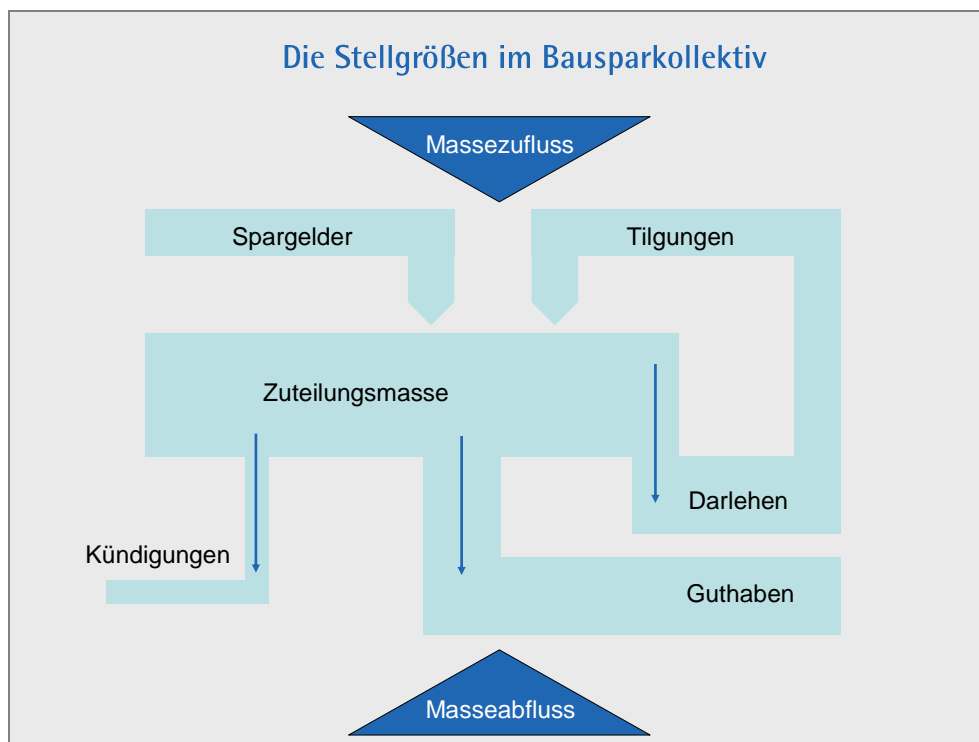 Die Stellgrößen im Bausparkollektiv
Massezufluss
Spargelder
Tilgungen
Zuteilungsmasse
Darlehen
Kündigungen
Guthaben
Masseabfluss